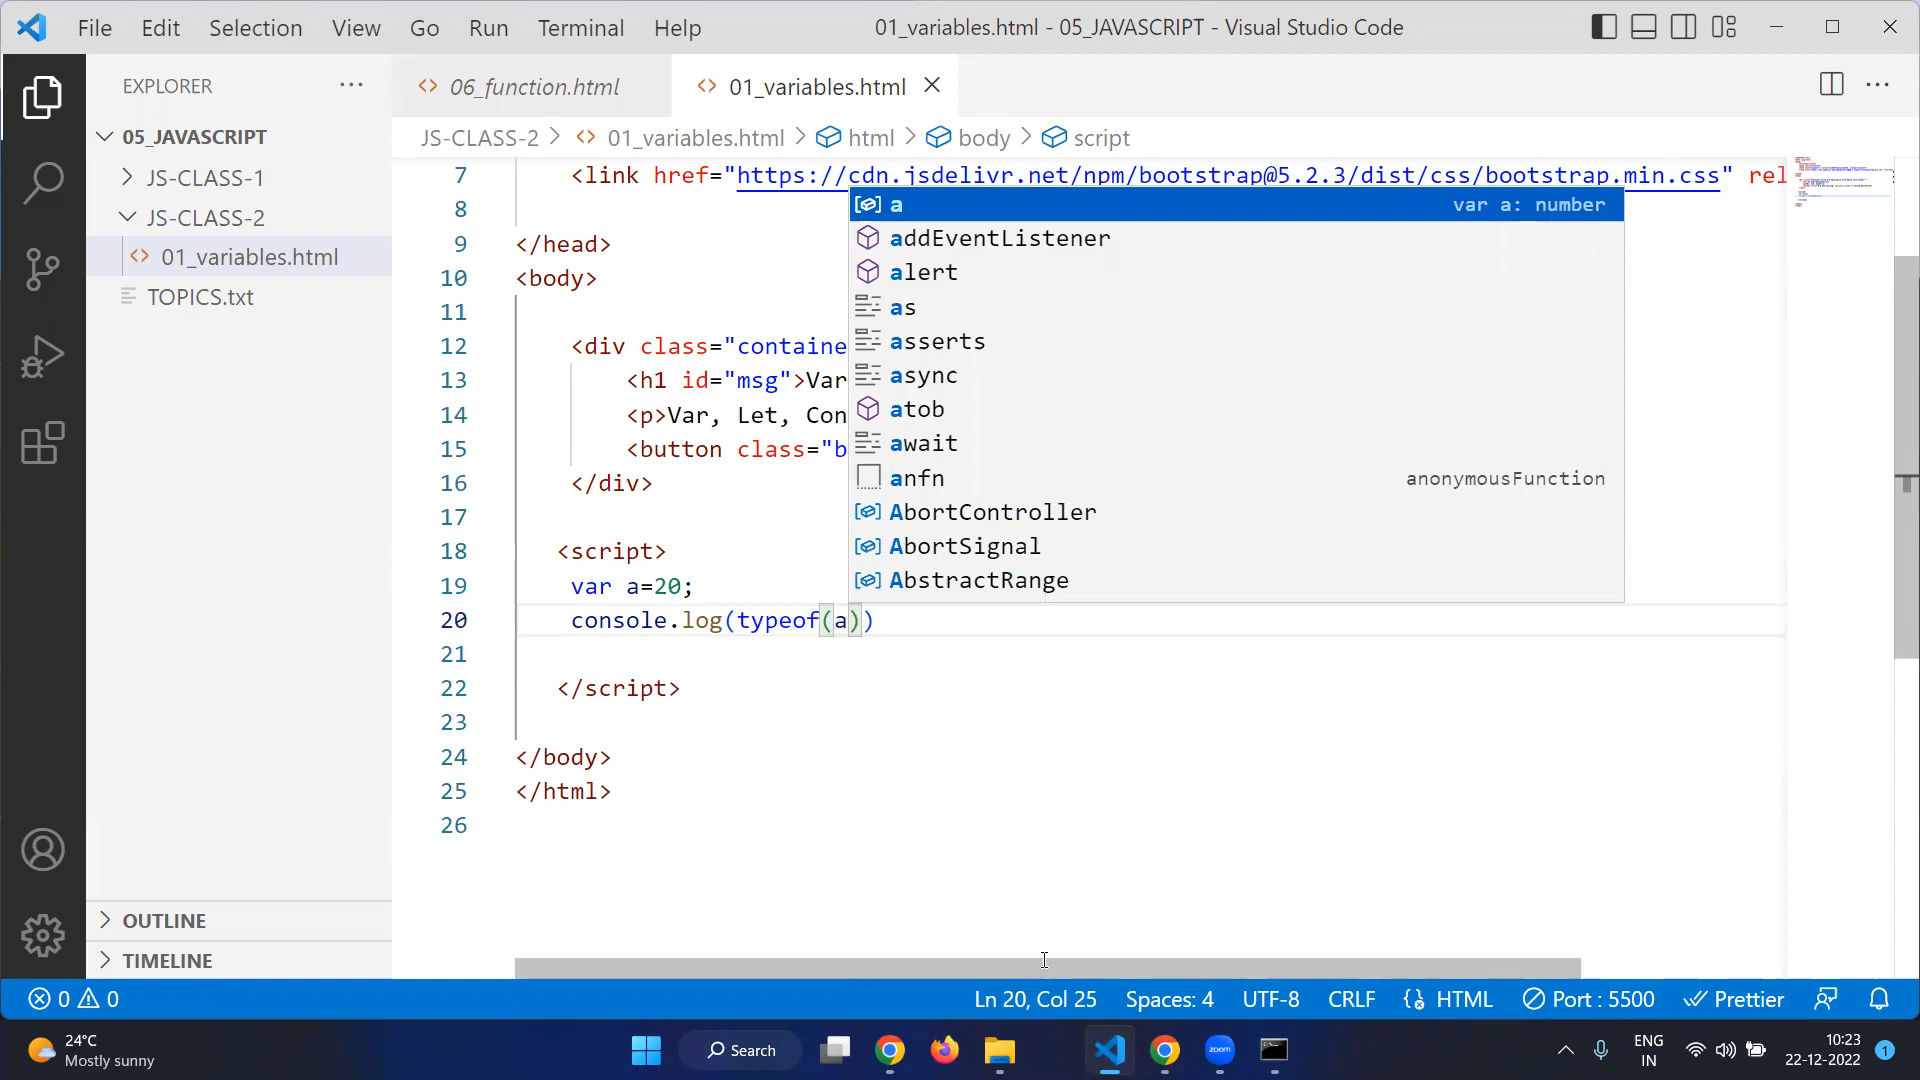 File Edit Selection View Go Run Terminal Help 01_variables.html - 05_JAVASCRIPT - Visual Studio Code
EXPLORER
05_JAVASCRIPT
JS-CLASS-1
JS-CLASS-2
01_variables.html
TOPICS.txt
OUTLINE
TIMELINE
06_function.html 01_variables.html
JS-CLASS-2 > 01_variables.html > html > body > script
7 <link href="https://cdn.jsdelivr.net/npm/bootstrap@5.2.3/dist/css/bootstrap.min.css" rel
8
9 </head>
10 <body>
11
12 <div class="containe
13 <h1 id="msg">Var
14 <p>Var, Let, Con
15 <button class="b
16 </div>
17
18 <script>
19 var a=20;
20 console.log(typeof(a))
21
22 </script>
23
24 </body>
25 </html>
26
a var a: number
addEventListener
alert
as
asserts
async
atob
await
anfn anonymousFunction
AbortController
AbortSignal
AbstractRange
0 0 Ln 20, Col 25 Spaces: 4 UTF-8 CRLF HTML Port : 5500 Prettier
24°C
Mostly sunny
Search
zoom
ENG
IN
10:23
22-12-2022
1